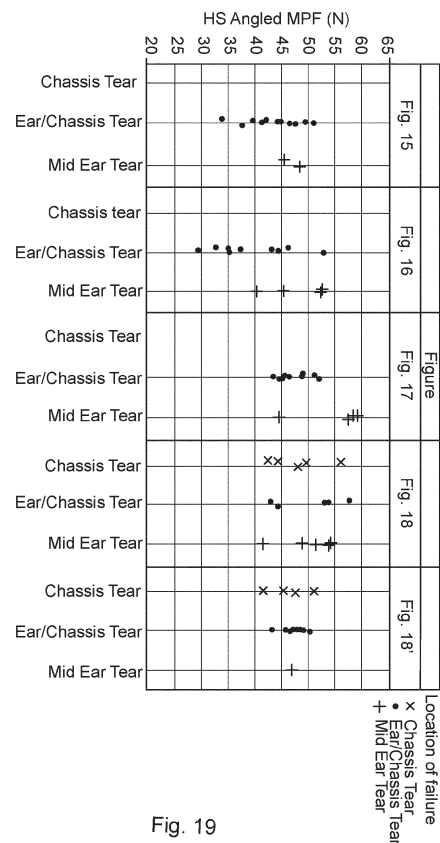 HS Angled MPF (N)
20 25 30 35 40 45 50 55 60 65
Figure
Fig. 15
Chassis Tear
Ear/Chassis Tear
Mid Ear Tear
Fig. 16
Chassis tear
Ear/Chassis Tear
Mid Ear Tear
Fig. 17
Chassis Tear
Ear/Chassis Tear
Mid Ear Tear
Fig. 18
Chassis Tear
Ear/Chassis Tear
Mid Ear Tear
Fig. 18'
Chassis Tear
Ear/Chassis Tear
Mid Ear Tear
Location of failure
× Chassis Tear
• Ear/Chassis Tear
+ Mid Ear Tear
Fig. 19